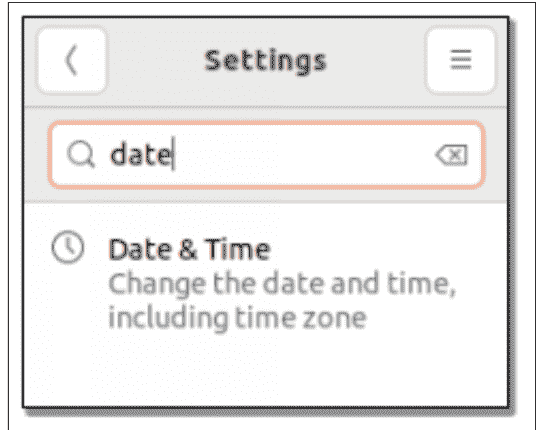 Settings
date
Date & Time
Change the date and time,
including time zone